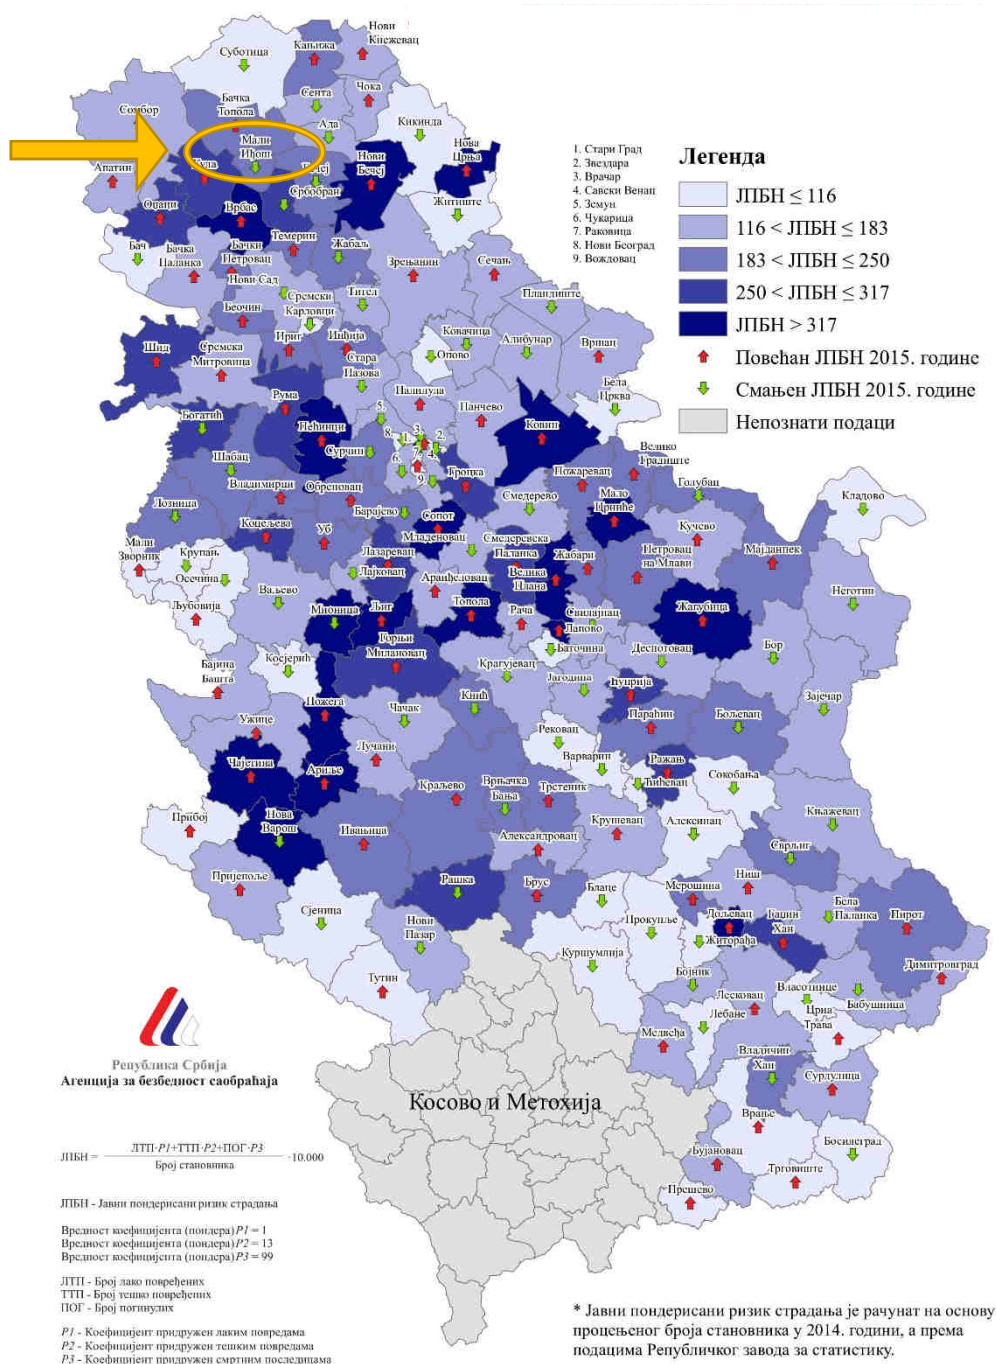 Суботица
Кањижа
Нови
Кнежевац
Сента
Чока
Бачка
Топола
Сомбор
Ада
Кикинда
Мали
Иђош
Нова
Црња
Кула
Бечеј
Нови
Бечеј
Апатин
Србобран
Житиште
Оџаци
Врбас
Бач
Бачка
Паланка
Бачки
Петровац
Темерин
Жабаљ
Зрењанин
Сечањ
Нови Сад
Тител
Пландиште
Беочин
Сремски
Карловци
Ковачица
Опово
Алибунар
Вршац
Шид
Сремска
Митровица
Ириг
Инђија
Стара
Пазова
Бела
Црква
Рума
Палилула
Панчево
Богатић
Пећинци
5.
8.
1.
3.
2.
7.
4.
6.
9.
Ковин
Шабац
Сурчин
Гроцка
Пожаревац
Велико
Градиште
Голубац
Кладово
Лозница
Владимирци
Обреновац
Барајево
Сопот
Смедерево
Мало
Црниће
Кучево
Коцељева
Уб
Младеновац
Мали
Зворник
Крупањ
Осечина
Лазаревац
Лајковац
Смедеревска
Паланка
Жабари
Петровац
на Млави
Мајданпек
Ваљево
Аранђеловац
Велика
Плана
Љубовија
Мионица
Љиг
Топола
Рача
Свилајнац
Лапово
Жагубица
Неготин
Горњи
Милановац
Баточина
Косјерић
Крагујевац
Деспотовац
Бор
Бајина
Башта
Јагодина
Ћуприја
Пожега
Чачак
Кнић
Зајечар
Ужице
Параћин
Бољевац
Рековац
Лучани
Варварин
Ражањ
Чајетина
Ариље
Ћићевац
Сокобања
Краљево
Врњачка
Бања
Трстеник
Прибој
Нова
Варош
Ивањица
Александровац
Крушевац
Алексинац
Књажевац
Сврљиг
Пријепоље
Рашка
Брус
Блаце
Мерошина
Ниш
Бела
Паланка
Пирот
Сјеница
Нови
Пазар
Прокупље
Дољевац
Гаџин
Хан
Житорађа
Куршумлија
Тутин
Бојник
Димитровград
Лесковац
Власотинце
Бабушница
Лебане
Црна
Трава
Медвеђа
Владичин
Хан
Сурдулица
Врање
Босилеград
Бујановац
Трговиште
Прешево
Косово и Метохија
1. Стари Град
2. Звездара
3. Врачар
4. Савски Венац
5. Земун
6. Чукарица
7. Раковица
8. Нови Београд
9. Вождовац
Легенда
ЈПБН ≤ 116
116 < ЈПБН ≤ 183
183 < ЈПБН ≤ 250
250 < ЈПБН ≤ 317
ЈПБН > 317
Повећан ЈПБН 2015. године
Смањен ЈПБН 2015. године
Непознати подаци
Република Србија
Агенција за безбедност саобраћаја
ЈПБН = ЛТП·P1+ТТП·P2+ПОГ·P3
Број становника
·10.000
ЈПБН - Јавни пондерисани ризик страдања
Вредност коефицијента (пондера) P1 = 1
Вредност коефицијента (пондера) P2 = 13
Вредност коефицијента (пондера) P3 = 99
ЛТП - Број лако повређених
ТТП - Број тешко повређених
ПОГ - Број погинулих
P1 - Коефицијент придружен лаким повредама
P2 - Коефицијент придружен тешким повредама
P3 - Коефицијент придружен смртним последицама
* Јавни пондерисани ризик страдања је рачунат на основу
процењеног броја становника у 2014. години, а према
подацима Републичког завода за статистику.